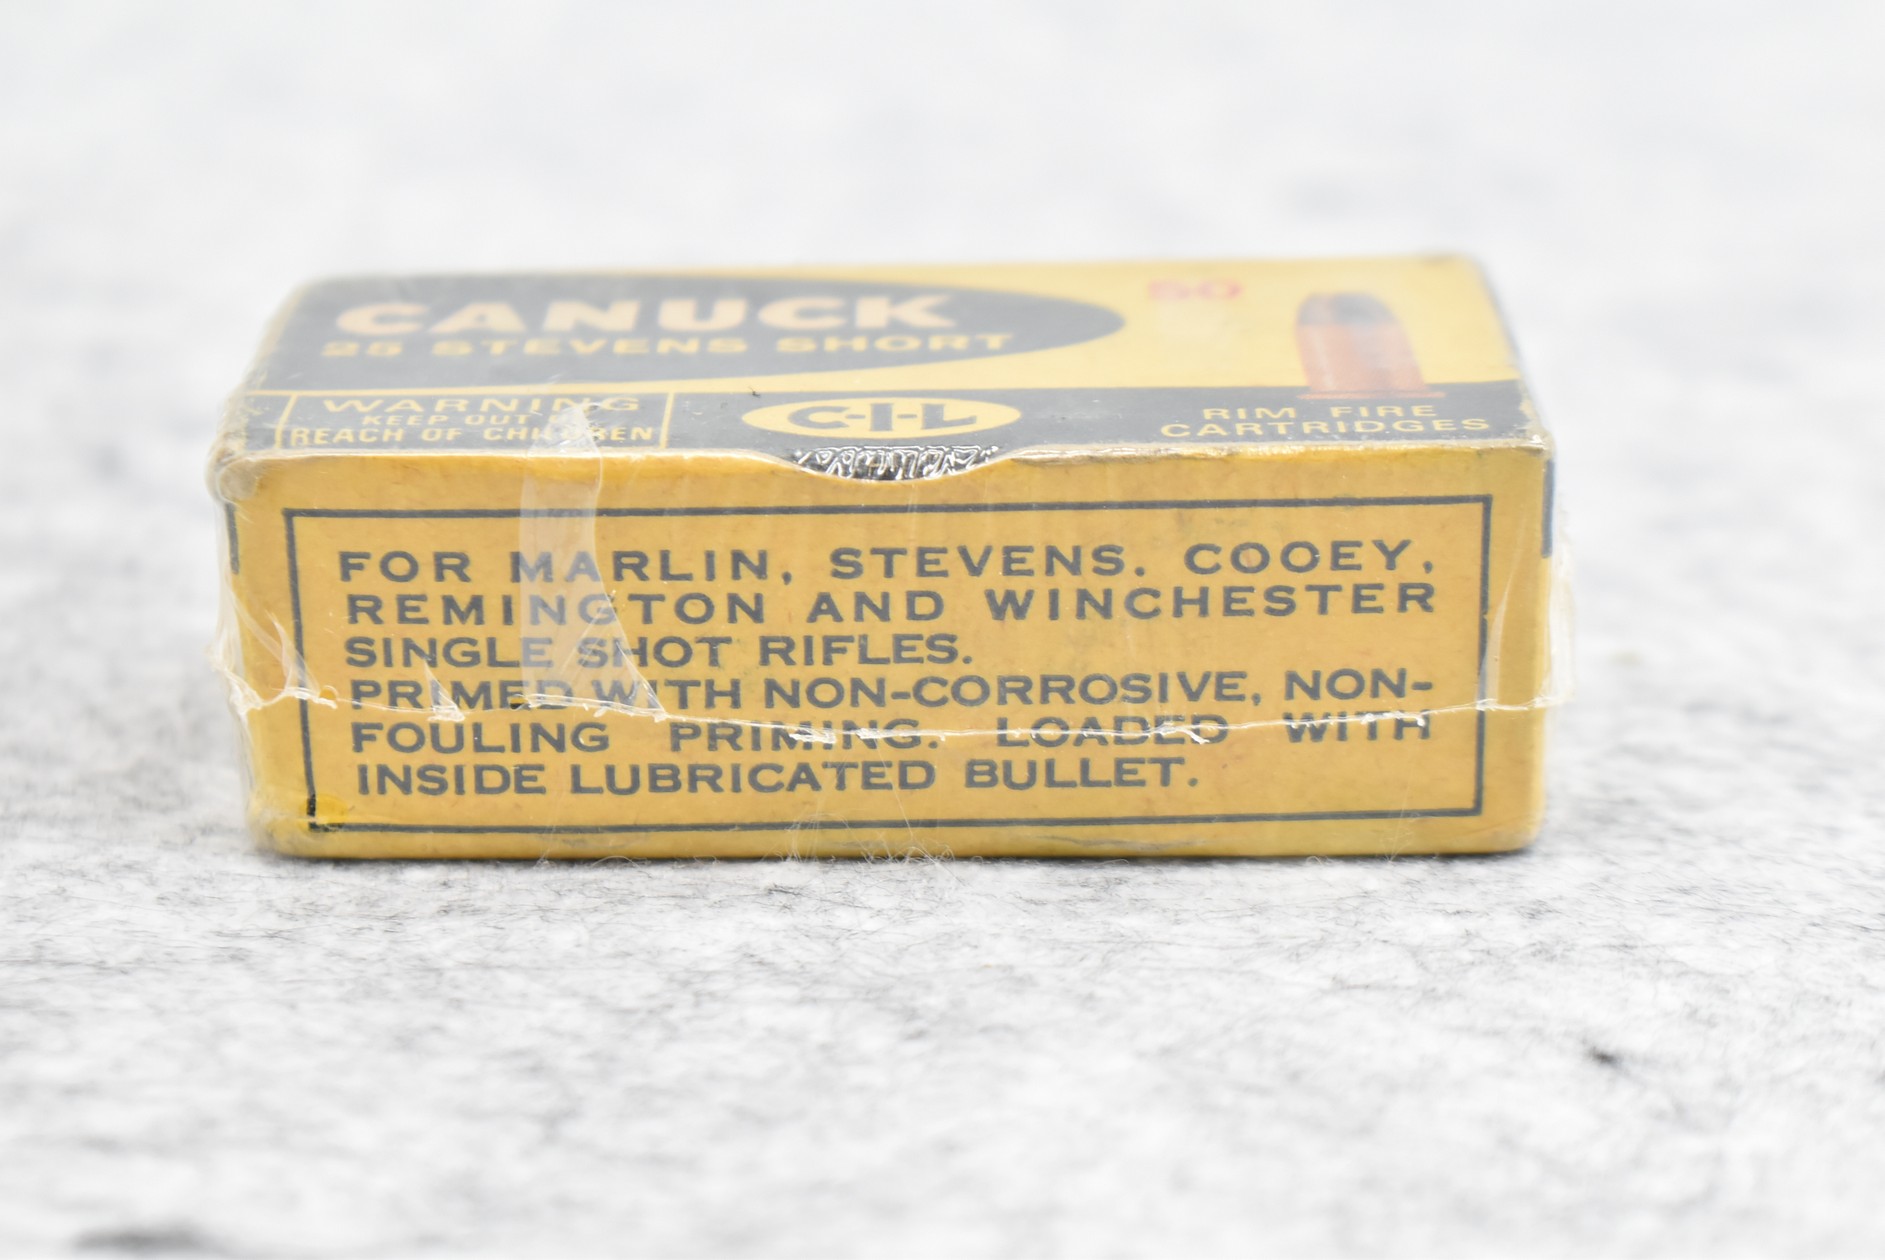 CANUCK
25 STEVENS SHORT
50
WARNING
KEEP OUT OF
REACH OF CHILDREN
C-I-L
RIM FIRE
CARTRIDGES
FOR MARLIN, STEVENS. COOEY,
REMINGTON AND WINCHESTER
SINGLE SHOT RIFLES.
PRIMED WITH NON-CORROSIVE, NON-
FOULING PRIMING. LOADED WITH
INSIDE LUBRICATED BULLET.